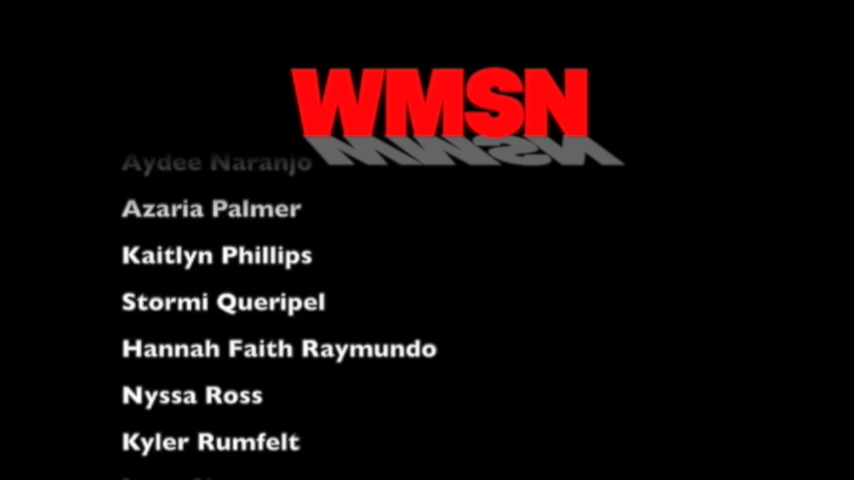 WMSN
Aydee Naranjo
Azaria Palmer
Kaitlyn Phillips
Stormi Queripel
Hannah Faith Raymundo
Nyssa Ross
Kyler Rumfelt